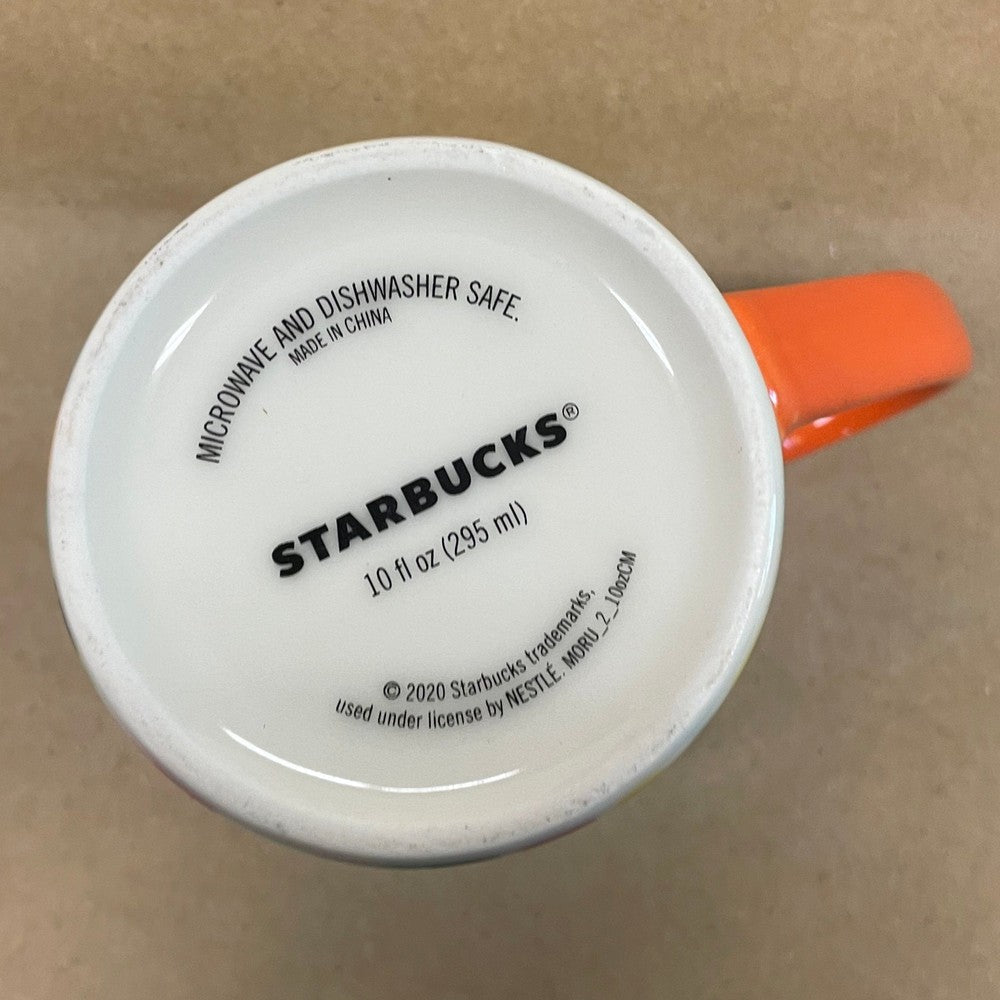 MICROWAVE AND DISHWASHER SAFE.
MADE IN CHINA
STARBUCKS®
10 fl oz (295 ml)
© 2020 Starbucks trademarks,
used under license by NESTLÉ. MORU_2_10ozCM